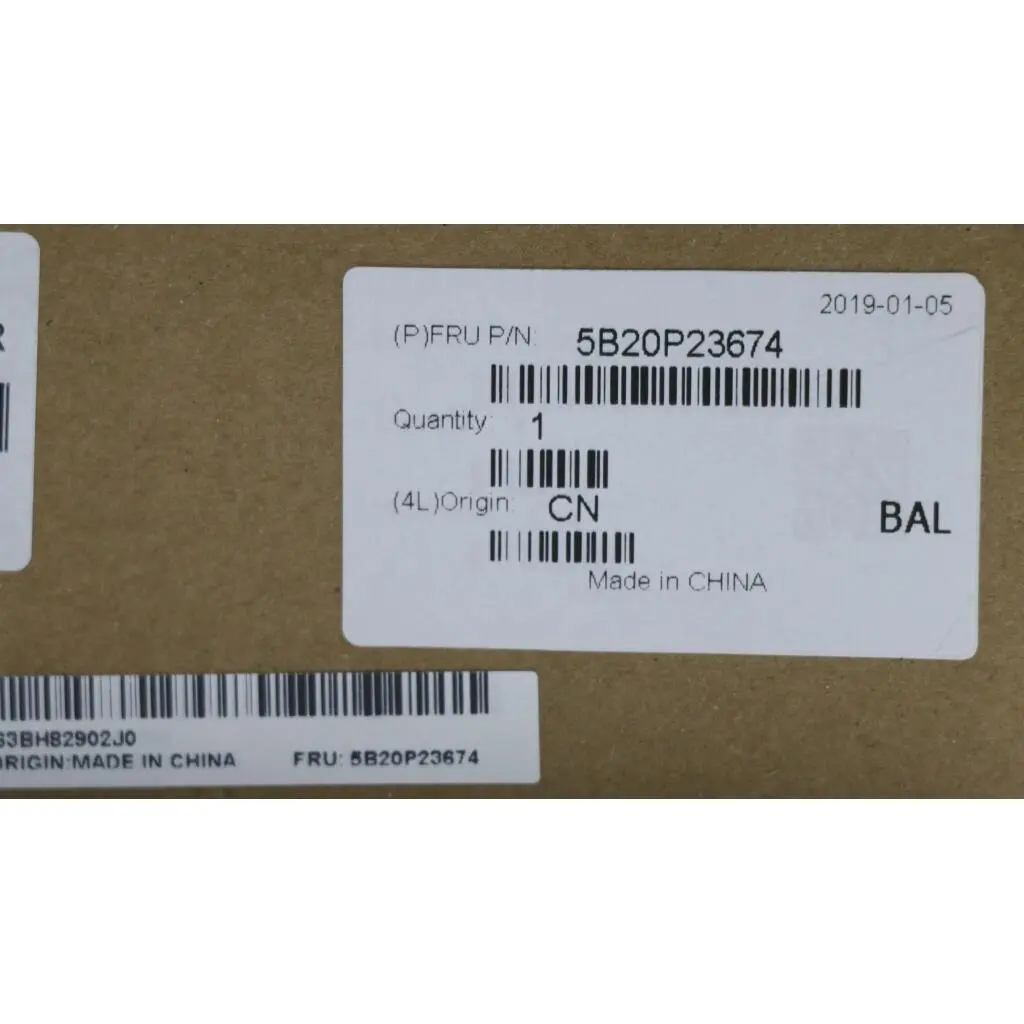 2019-01-05
(P)FRU P/N: 5B20P23674
Quantity: 1
(4L)Origin: CN
BAL
Made in CHINA
R
63BH82902J0
ORIGIN:MADE IN CHINA FRU: 5B20P23674